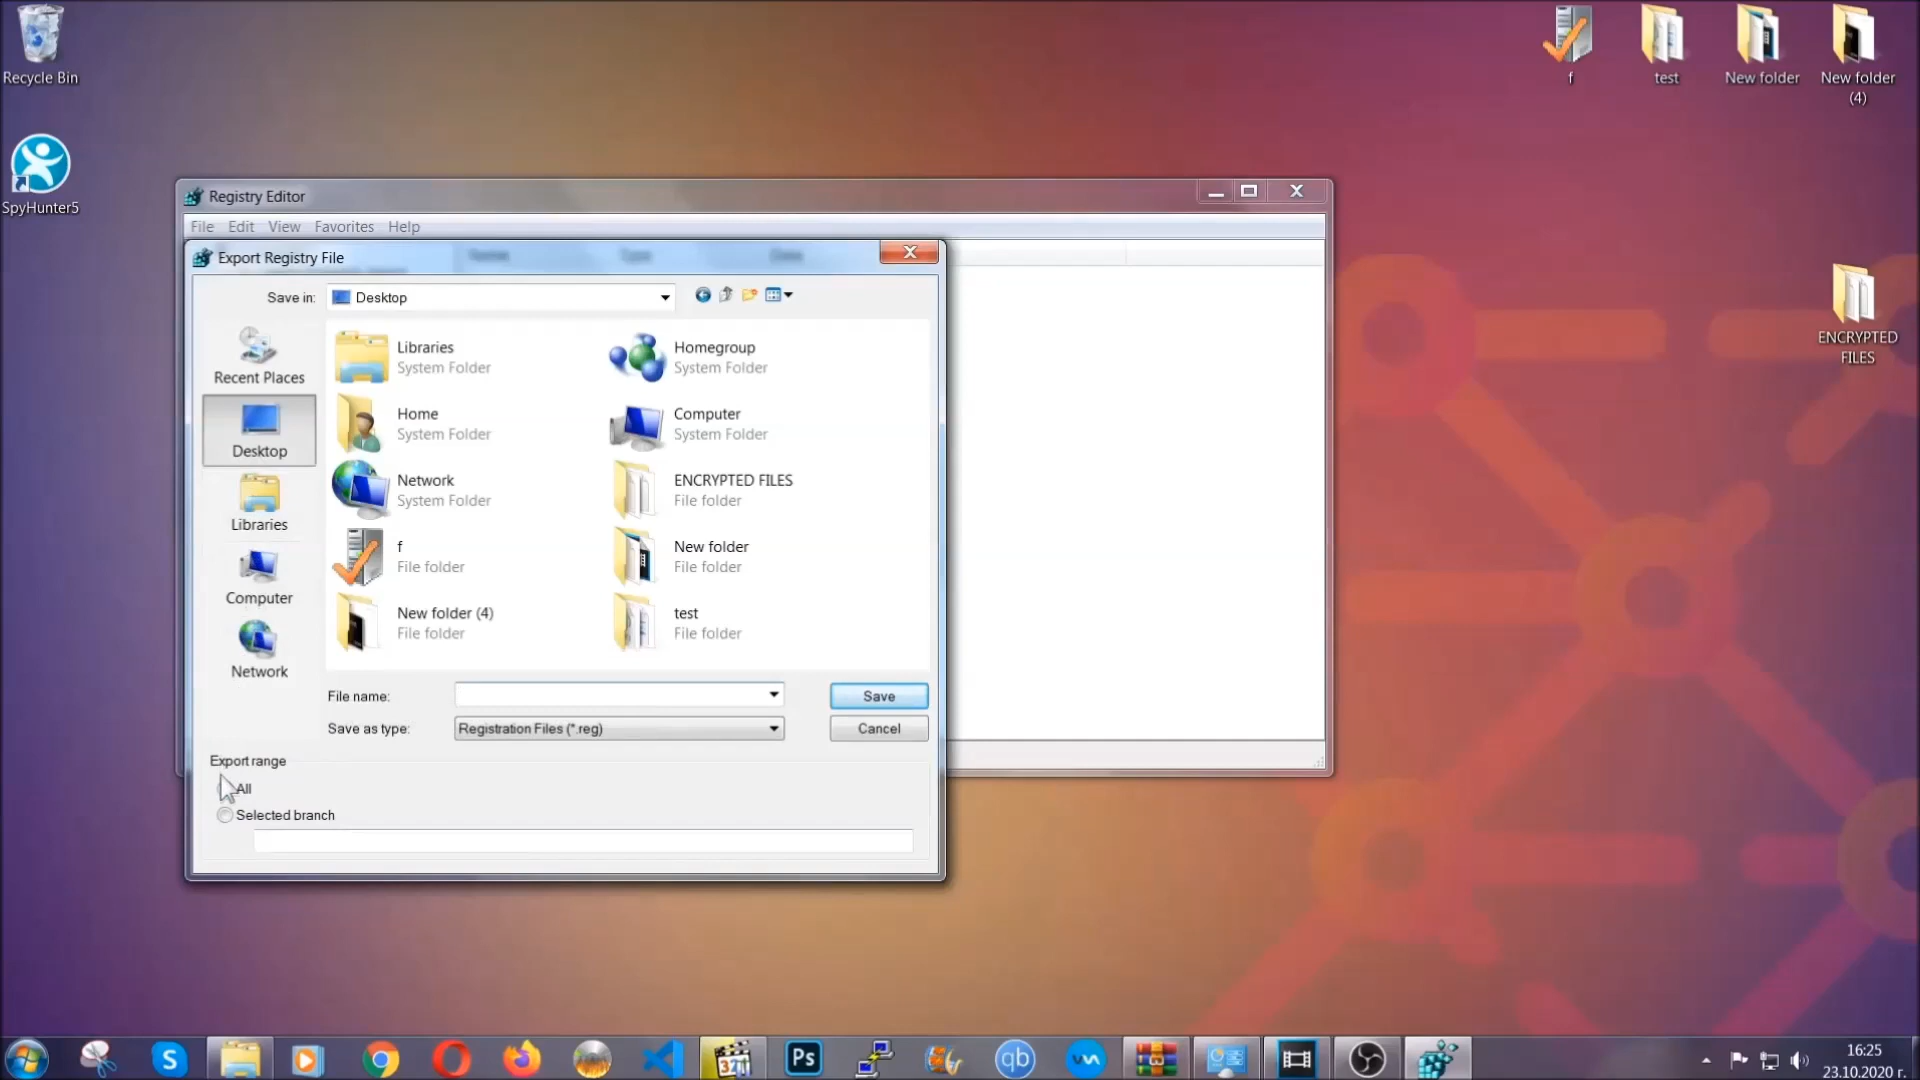 Recycle Bin
SpyHunter5
f
test
New folder
New folder
(4)
ENCRYPTED
FILES
Registry Editor
File Edit View Favorites Help
Export Registry File
Save in:
Desktop
Recent Places
Desktop
Libraries
Computer
Network
Libraries
System Folder
Homegroup
System Folder
Home
System Folder
Computer
System Folder
Network
System Folder
ENCRYPTED FILES
File folder
f
File folder
New folder
File folder
New folder (4)
File folder
test
File folder
File name:
Save
Save as type:
Registration Files (*.reg)
Cancel
Export range
All
Selected branch
S
321
Ps
qb
16:25
23.10.2020 г.